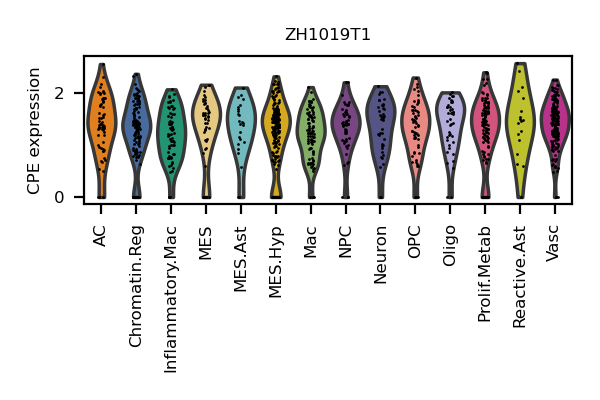 ZH1019T1
CPE expression
2
0
AC
Chromatin.Reg
Inflammatory.Mac
MES
MES.Ast
MES.Hyp
Mac
NPC
Neuron
OPC
Oligo
Prolif.Metab
Reactive.Ast
Vasc